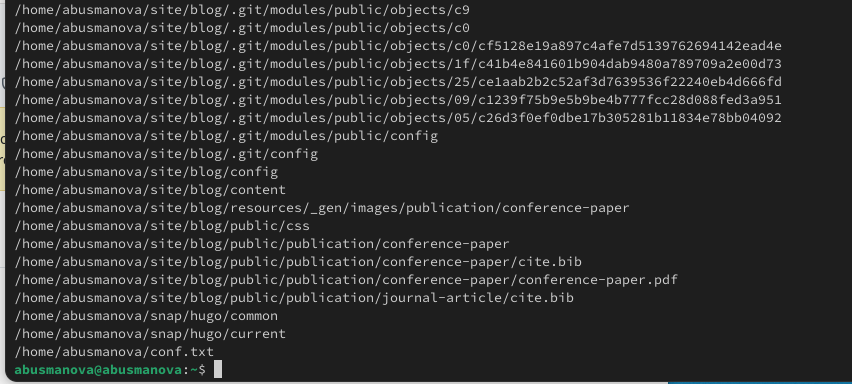 /home/abusmanova/site/blog/.git/modules/public/objects/c9
/home/abusmanova/site/blog/.git/modules/public/objects/c0
/home/abusmanova/site/blog/.git/modules/public/objects/c0/cf5128e19a897c4afe7d5139762694142ead4e
/home/abusmanova/site/blog/.git/modules/public/objects/1f/c41b4e841601b904dab9480a789709a2e00d73
/home/abusmanova/site/blog/.git/modules/public/objects/25/ce1aab2b2c52af3d7639536f22240eb4d666fd
/home/abusmanova/site/blog/.git/modules/public/objects/09/c1239f75b9e5b9be4b777fcc28d088fed3a951
/home/abusmanova/site/blog/.git/modules/public/objects/05/c26d3f0ef0dbe17b305281b11834e78bb04092
/home/abusmanova/site/blog/.git/modules/public/config
/home/abusmanova/site/blog/.git/config
/home/abusmanova/site/blog/config
/home/abusmanova/site/blog/content
/home/abusmanova/site/blog/resources/_gen/images/publication/conference-paper
/home/abusmanova/site/blog/public/css
/home/abusmanova/site/blog/public/publication/conference-paper
/home/abusmanova/site/blog/public/publication/conference-paper/cite.bib
/home/abusmanova/site/blog/public/publication/conference-paper/conference-paper.pdf
/home/abusmanova/site/blog/public/publication/journal-article/cite.bib
/home/abusmanova/snap/hugo/common
/home/abusmanova/snap/hugo/current
/home/abusmanova/conf.txt
abusmanova@abusmanova:~$